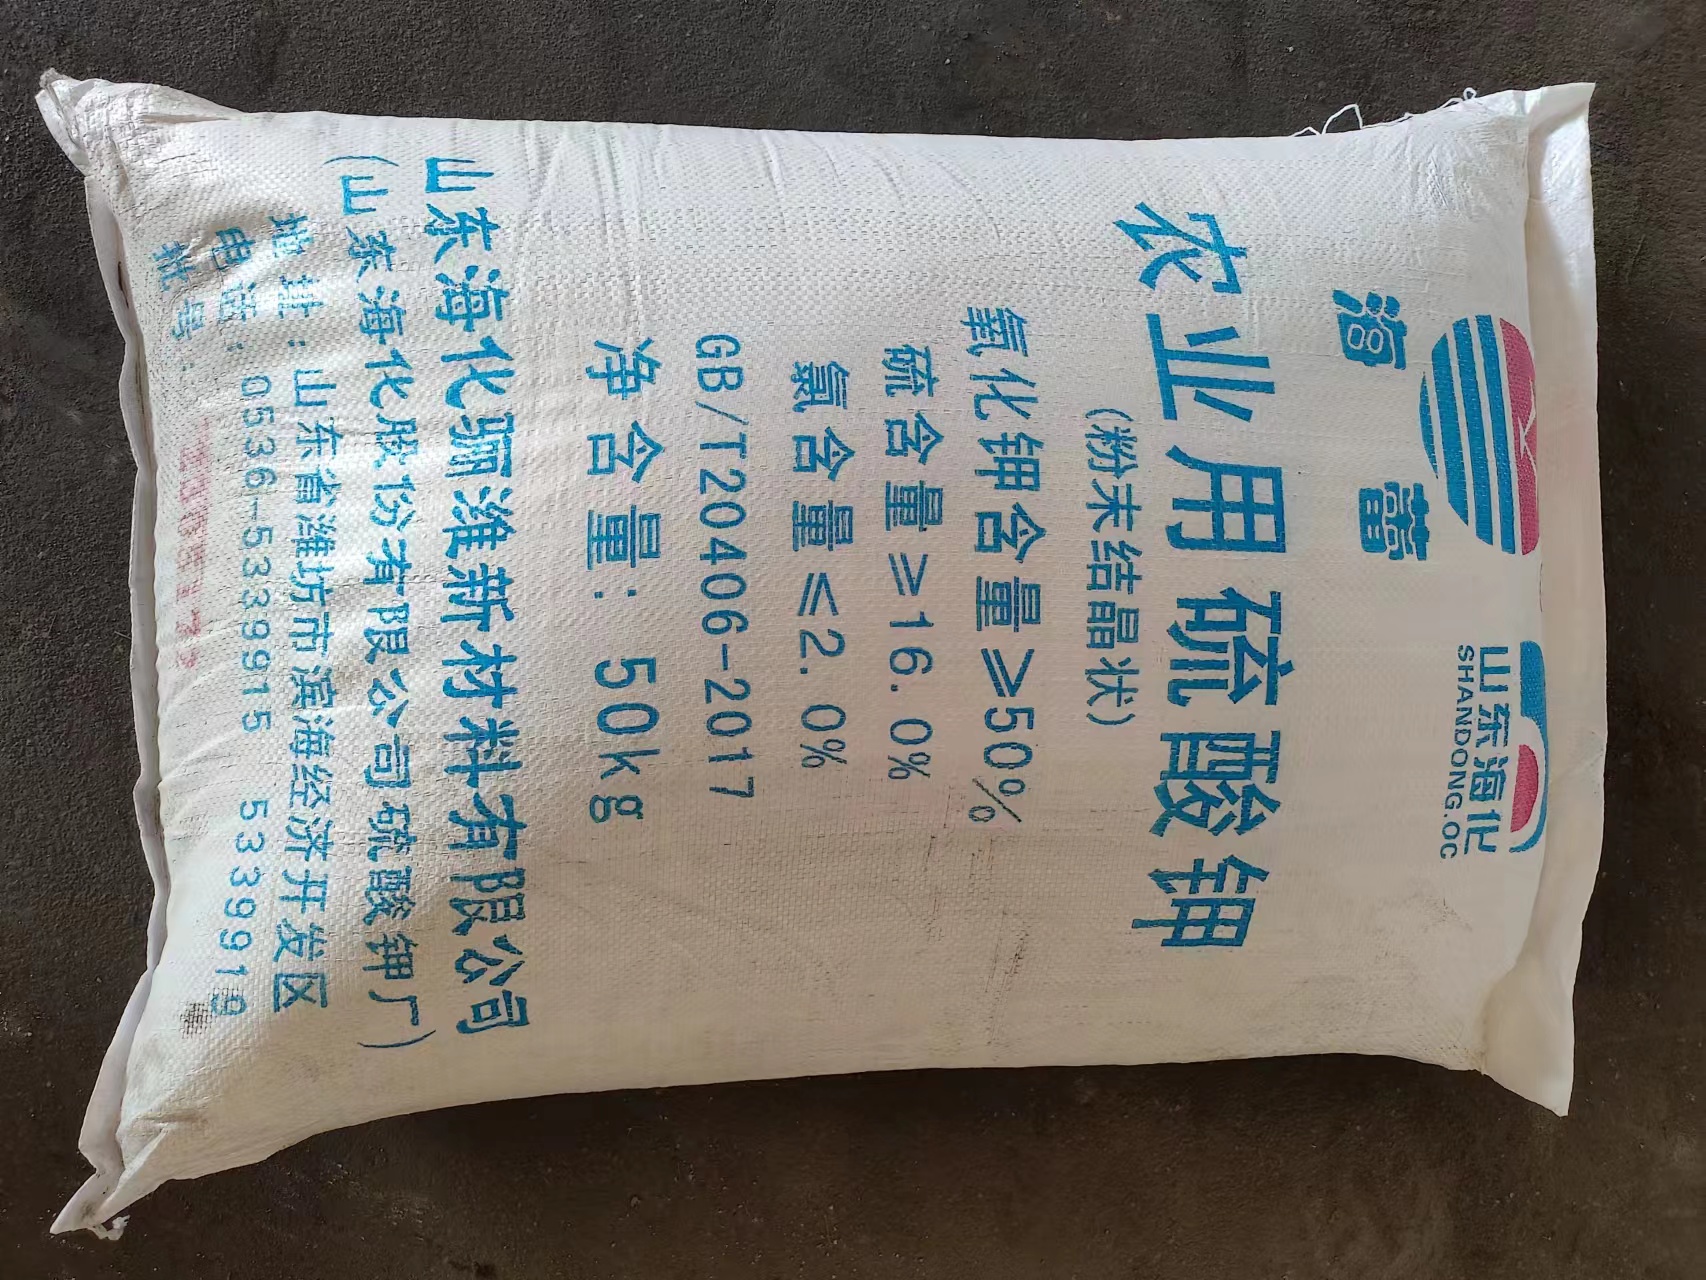 海蕾
山东海化
SHANDONG.OC
农业用硫酸钾
(粉末结晶状)
氧化钾含量≥50%
硫含量≥16.0%
氯含量≤2.0%
GB/T20406-2017
净含量: 50kg
山东海化骊潍新材料有限公司
(山东海化股份有限公司硫酸钾厂)
地址:山东省潍坊市滨海经济开发区
电话:0536-5339915 5339919
批号: